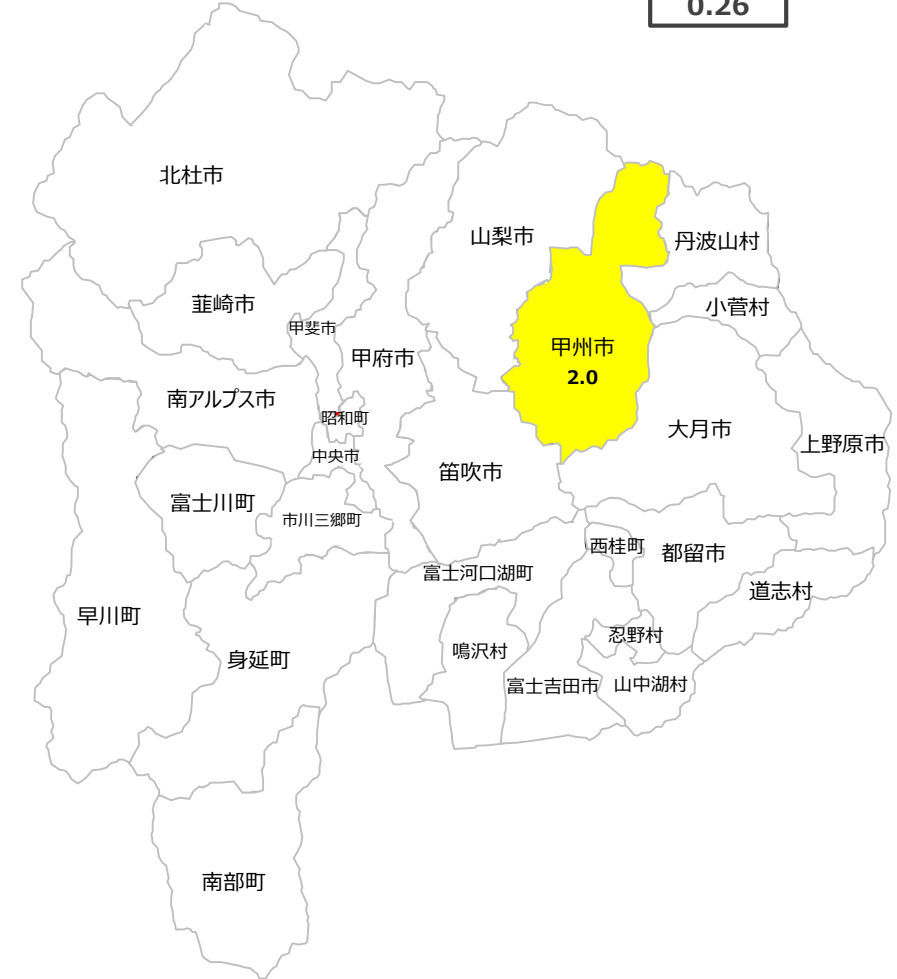 0.26
北杜市
山梨市
丹波山村
韮崎市
小菅村
甲斐市
甲府市
甲州市
2.0
南アルプス市
昭和町
大月市
上野原市
中央市
笛吹市
富士川町
市川三郷町
西桂町
都留市
富士河口湖町
道志村
早川町
忍野村
鳴沢村
身延町
富士吉田市
山中湖村
南部町